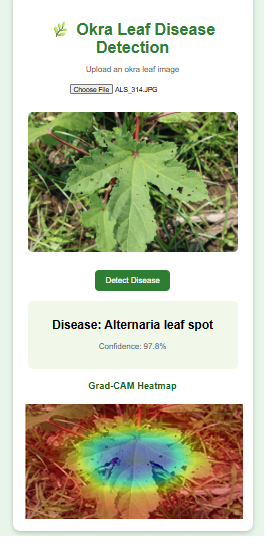 🌿 Okra Leaf Disease
Detection
Upload an okra leaf image
Choose File ALS_314.JPG
Detect Disease
Disease: Alternaria leaf spot
Confidence: 97.8%
Grad-CAM Heatmap